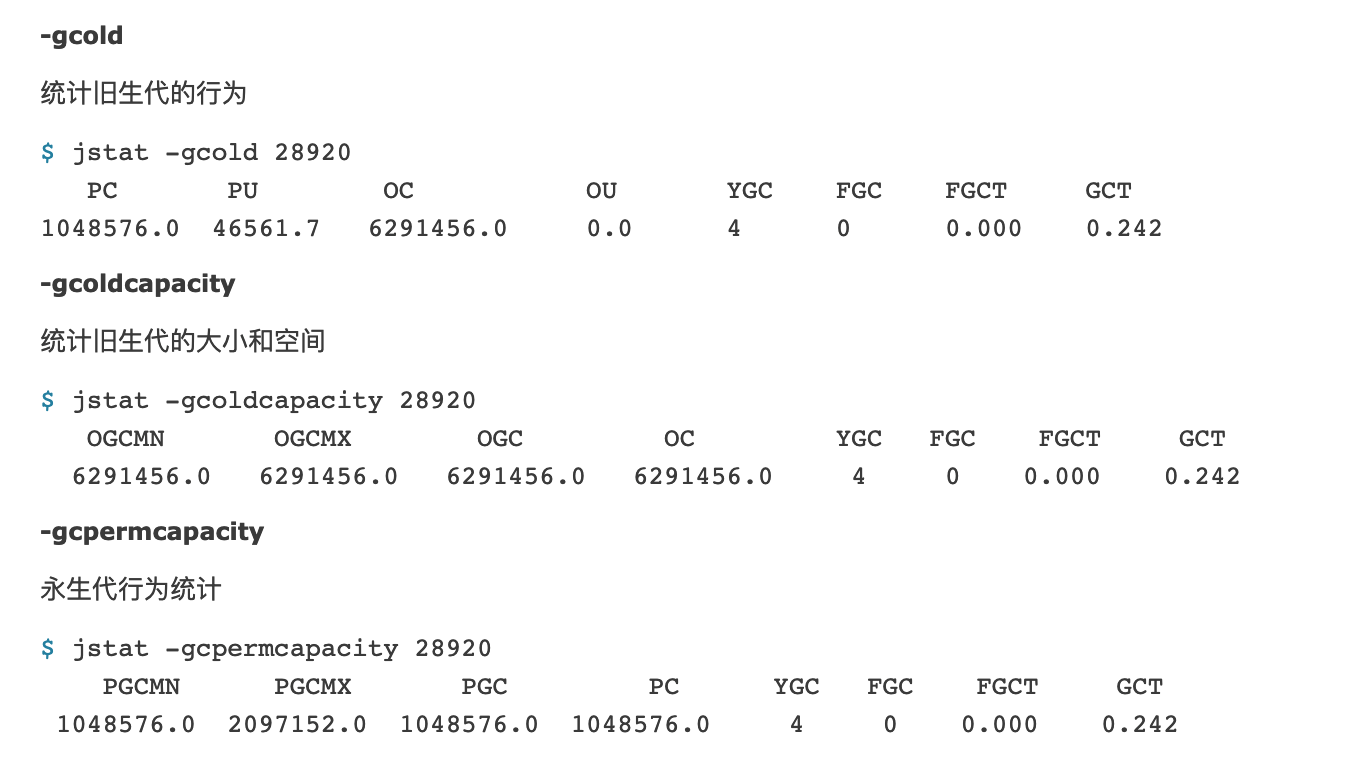 -gcold
统计旧生代的行为
$ jstat -gcold 28920
PC PU OC OU YGC FGC FGCT GCT
1048576.0 46561.7 6291456.0 0.0 4 0 0.000 0.242
-gcoldcapacity
统计旧生代的大小和空间
$ jstat -gcoldcapacity 28920
OGCMN OGCMX OGC OC YGC FGC FGCT GCT
6291456.0 6291456.0 6291456.0 6291456.0 4 0 0.000 0.242
-gcpermcapacity
永生代行为统计
$ jstat -gcpermcapacity 28920
PGCMN PGCMX PGC PC YGC FGC FGCT GCT
1048576.0 2097152.0 1048576.0 1048576.0 4 0 0.000 0.242